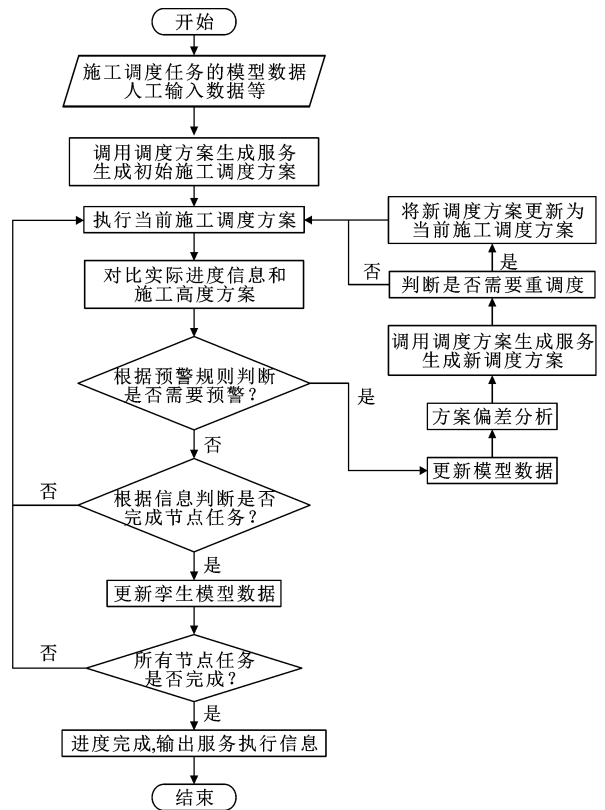 开始
施工调度任务的模型数据
人工输入数据等
调用调度方案生成服务
生成初始施工调度方案
执行当前施工调度方案
对比实际进度信息和
施工高度方案
根据预警规则判断
是否需要预警？
是
否
根据信息判断是否
完成节点任务？
否
是
更新孪生模型数据
所有节点任务
是否完成？
否
是
进度完成,输出服务执行信息
结束
更新模型数据
方案偏差分析
调用调度方案生成服务
生成新调度方案
判断是否需要重调度
否
是
将新调度方案更新为
当前施工调度方案